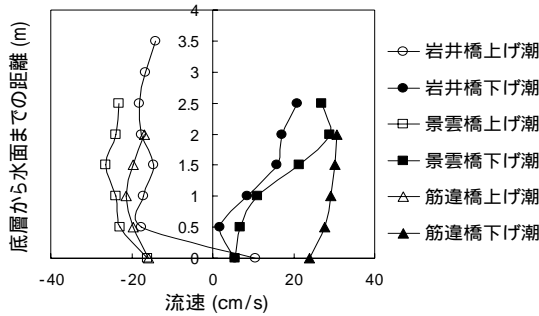 底層から水面までの距離 (m)
4
3.5
3
2.5
2
1.5
1
0.5
0
-40 -20 0 20 40
流速 (cm/s)
岩井橋上げ潮
岩井橋下げ潮
景雲橋上げ潮
景雲橋下げ潮
筋違橋上げ潮
筋違橋下げ潮